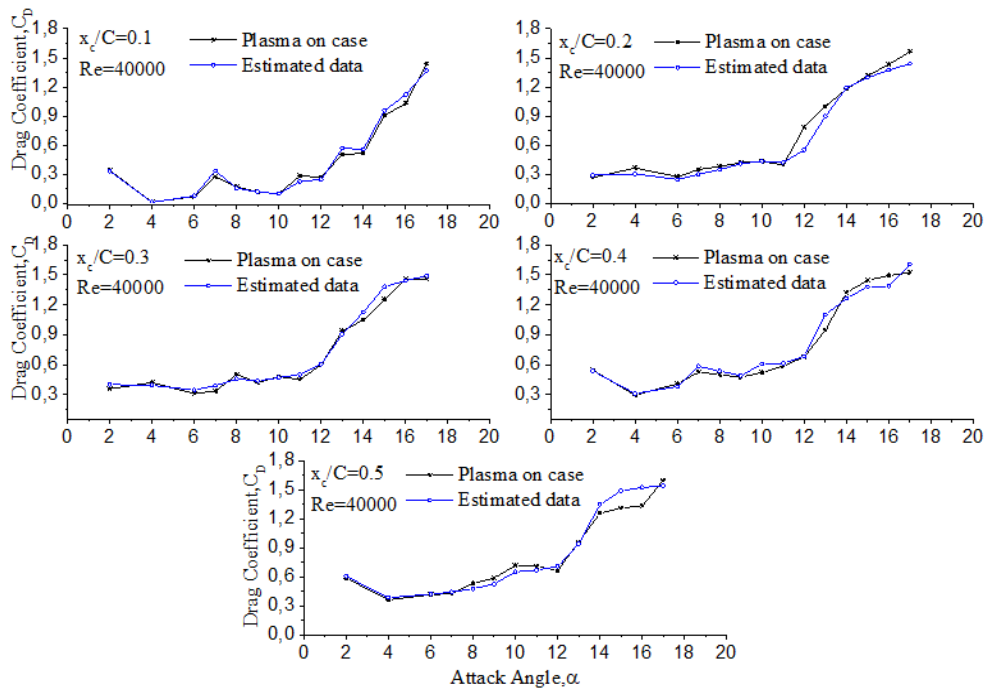 Drag Coefficient,C_D
1,8
1,5
1,2
0,9
0,6
0,3
0,0
x_c/C=0.1
Re=40000
Plasma on case
Estimated data
0 2 4 6 8 10 12 14 16 18 20
1,8
1,5
1,2
0,9
0,6
0,3
0,0
x_c/C=0.2
Re=40000
Plasma on case
Estimated data
0 2 4 6 8 10 12 14 16 18 20
Drag Coefficient,C_D
1,8
1,5
1,2
0,9
0,6
0,3
x_c/C=0.3
Re=40000
Plasma on case
Estimated data
0 2 4 6 8 10 12 14 16 18 20
1,8
1,5
1,2
0,9
0,6
0,3
x_c/C=0.4
Re=40000
Plasma on case
Estimated data
0 2 4 6 8 10 12 14 16 18 20
Drag Coefficient,C_D
1,8
1,5
1,2
0,9
0,6
0,3
0,0
x_c/C=0.5
Re=40000
Plasma on case
Estimated data
0 2 4 6 8 10 12 14 16 18 20
Attack Angle,α